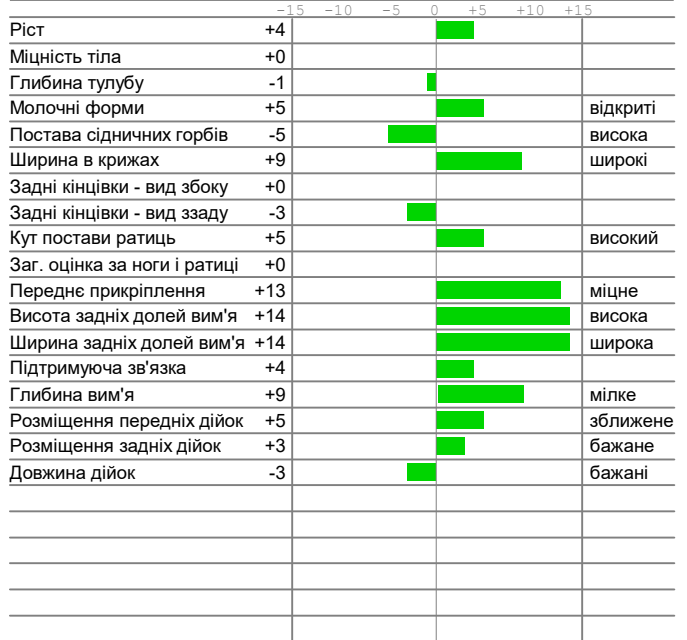 -15 -10 -5 0 +5 +10 +15
Ріст +4
Міцність тіла +0
Глибина тулубу -1
Молочні форми +5 відкриті
Постава сідничних горбів -5 висока
Ширина в крижах +9 широкі
Задні кінцівки - вид збоку +0
Задні кінцівки - вид ззаду -3
Кут постави ратиць +5 високий
Заг. оцінка за ноги і ратиці +0
Переднє прикріплення +13 міцне
Висота задніх долей вим'я +14 висока
Ширина задніх долей вим'я +14 широка
Підтримуюча зв'язка +4
Глибина вим'я +9 мілке
Розміщення передніх дійок +5 зближене
Розміщення задніх дійок +3 бажане
Довжина дійок -3 бажані